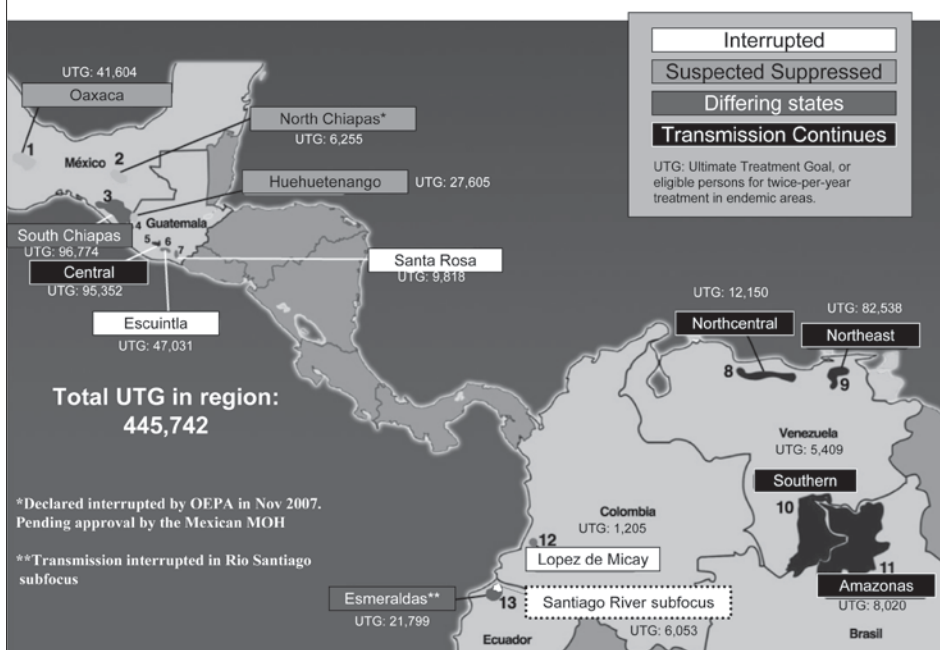 Interrupted
Suspected Suppressed
Differing states
Transmission Continues
UTG: Ultimate Treatment Goal, or
eligible persons for twice-per-year
treatment in endemic areas.
UTG: 41,604
Oaxaca
North Chiapas*
UTG: 6,255
1
México
2
Huehuetenango
UTG: 27,605
3
4
Guatemala
South Chiapas
UTG: 96,774
5
6
7
Central
UTG: 95,352
Santa Rosa
UTG: 9,818
Escuintla
UTG: 47,031
UTG: 12,150
Northcentral
UTG: 82,538
Northeast
8
9
Total UTG in region:
445,742
Venezuela
UTG: 5,409
Southern
10
*Declared interrupted by OEPA in Nov 2007.
Pending approval by the Mexican MOH
Colombia
UTG: 1,205
12
Lopez de Micay
**Transmission interrupted in Rio Santiago
subfocus
11
Amazonas
UTG: 8,020
Esmeraldas**
UTG: 21,799
13
Santiago River subfocus
UTG: 6,053
Ecuador
Brasil